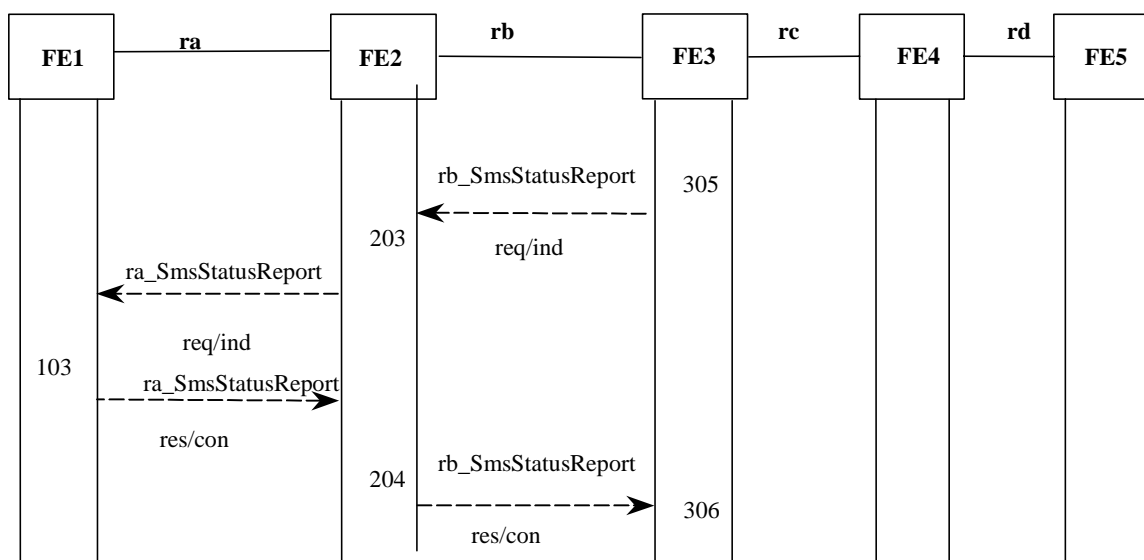 FE1
ra
FE2
rb
FE3
rc
FE4
rd
FE5
rb_SmsStatusReport
305
203
req/ind
ra_SmsStatusReport
req/ind
103
ra_SmsStatusReport
res/con
rb_SmsStatusReport
204
306
res/con